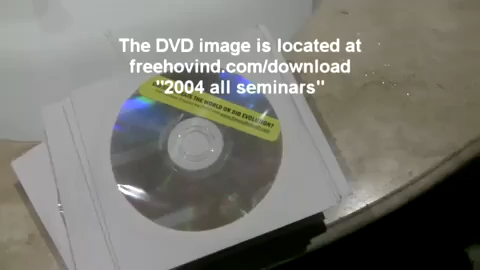 The DVD image is located at
freehovind.com/download
"2004 all seminars"
THE WORLD OR DID EVOLUTION?